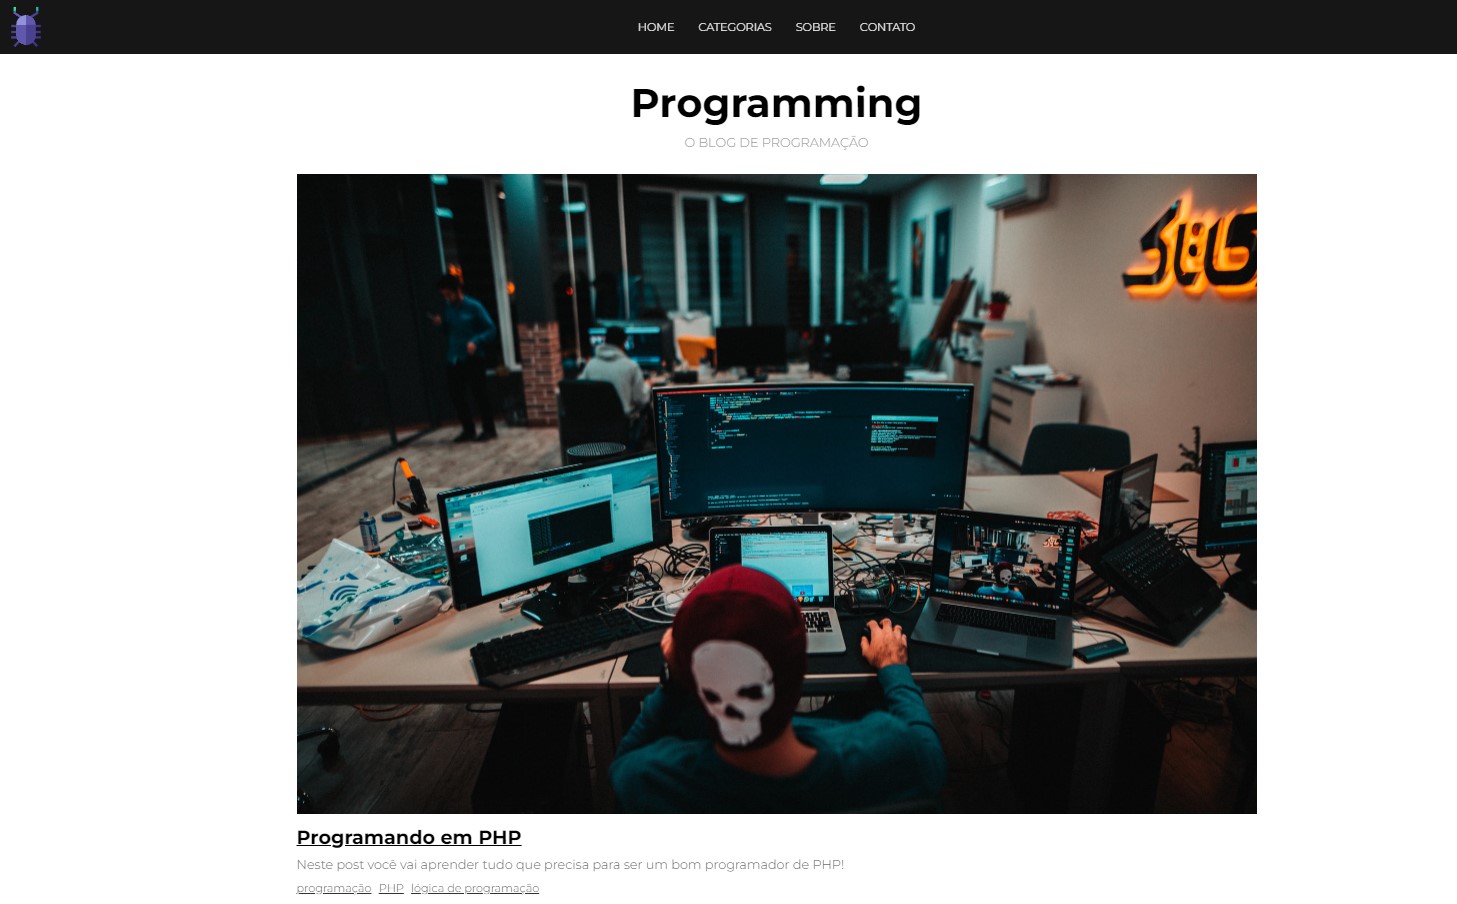 HOME CATEGORIAS SOBRE CONTATO
Programming
O BLOG DE PROGRAMAÇÃO
Programando em PHP
Neste post você vai aprender tudo que precisa para ser um bom programador de PHP!
programação PHP lógica de programação